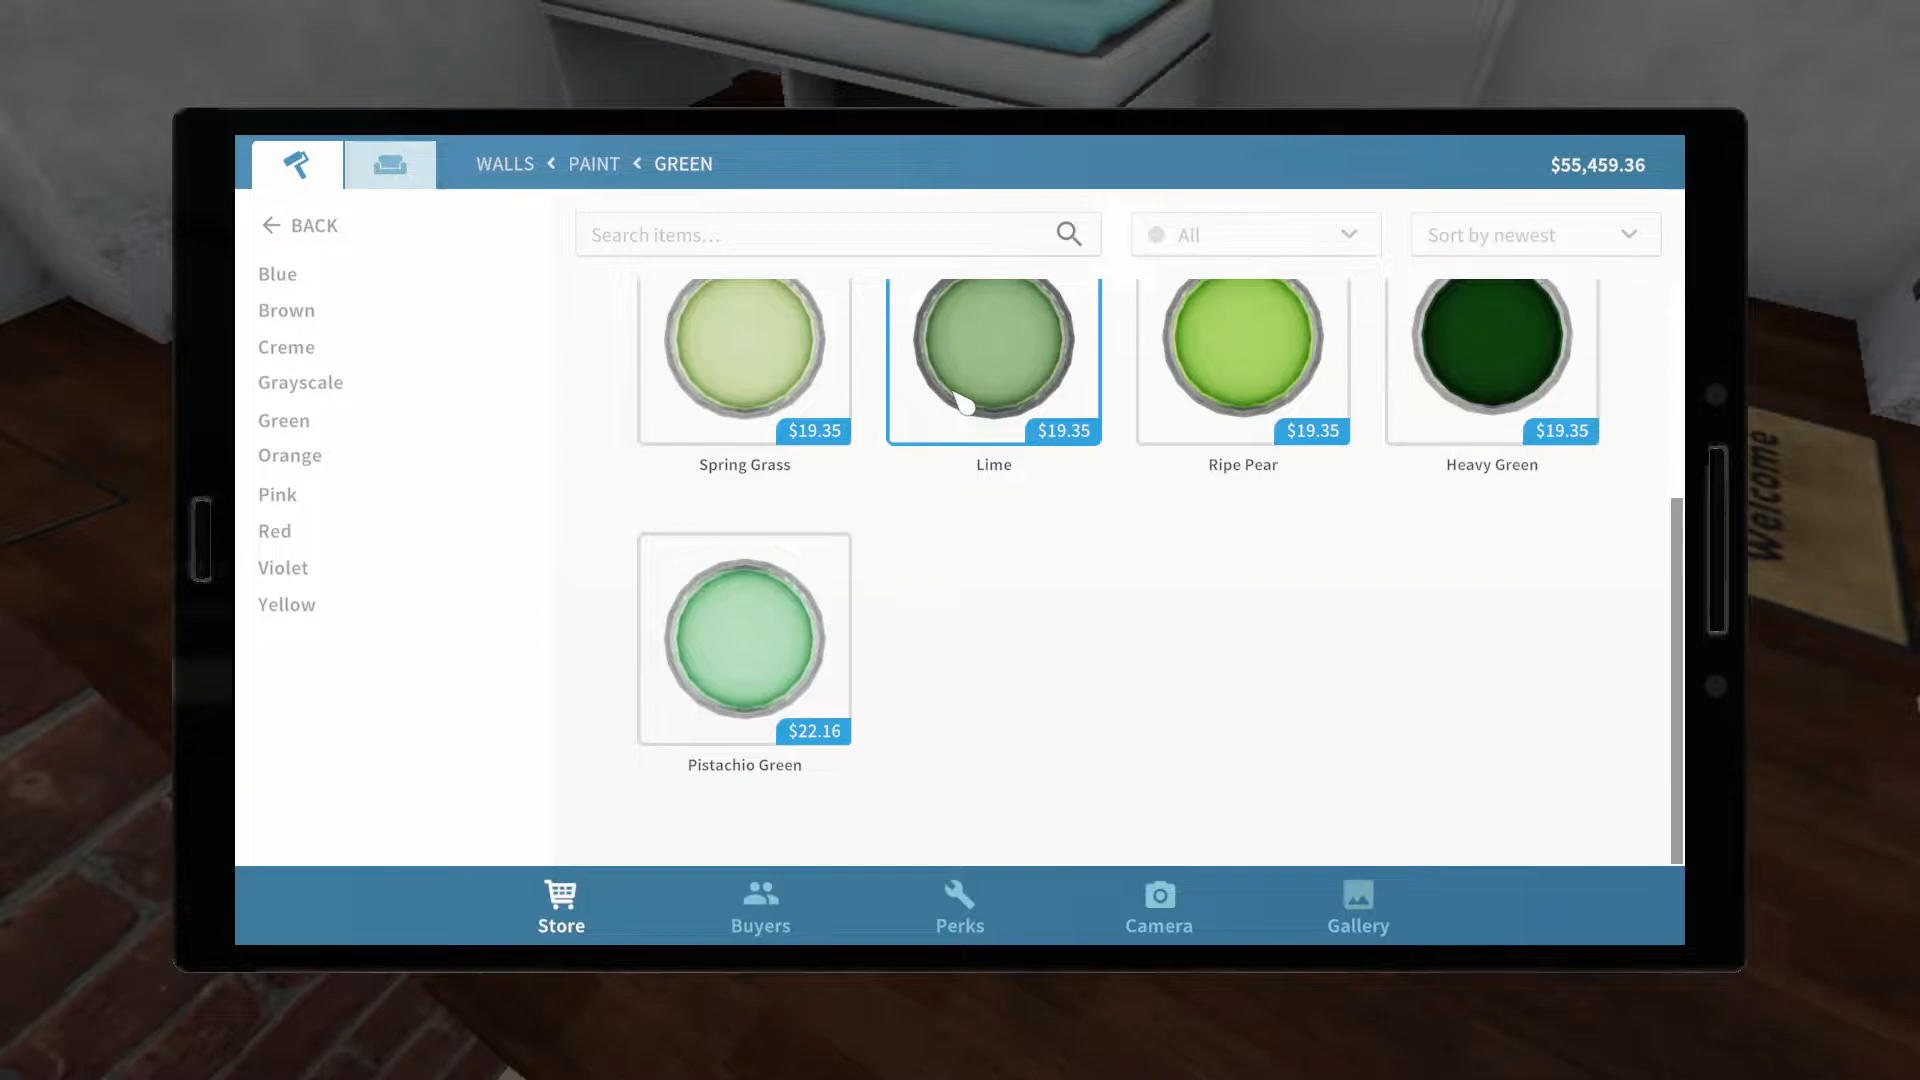 WALLS < PAINT < GREEN
$55,459.36
BACK
Search items...
All
Sort by newest
Blue
Brown
Creme
Grayscale
Green
Orange
Pink
Red
Violet
Yellow
$19.35
$19.35
$19.35
$19.35
Spring Grass
Lime
Ripe Pear
Heavy Green
$22.16
Pistachio Green
Store
Buyers
Perks
Camera
Gallery
Welcome